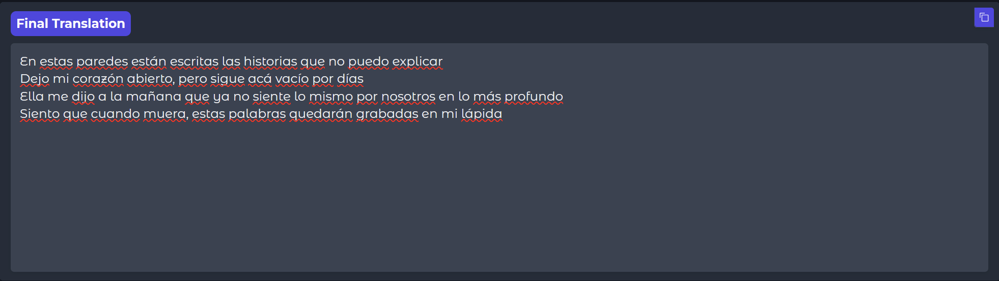 Final Translation
En estas paredes están escritas las historias que no puedo explicar
Dejo mi corazón abierto, pero sigue acá vacío por días
Ella me dijo a la mañana que ya no siente lo mismo por nosotros en lo más profundo
Siento que cuando muera, estas palabras quedarán grabadas en mi lápida